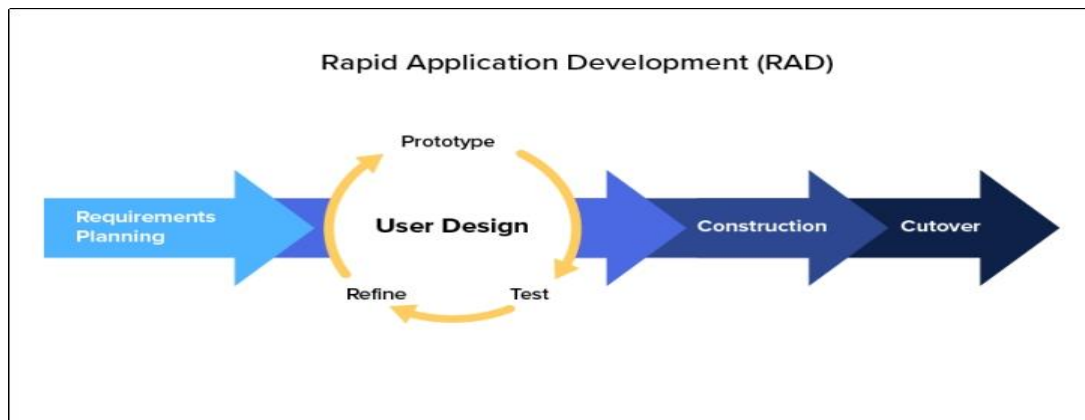 Rapid Application Development (RAD)
Prototype
Requirements
Planning
User Design
Construction
Cutover
Refine
Test